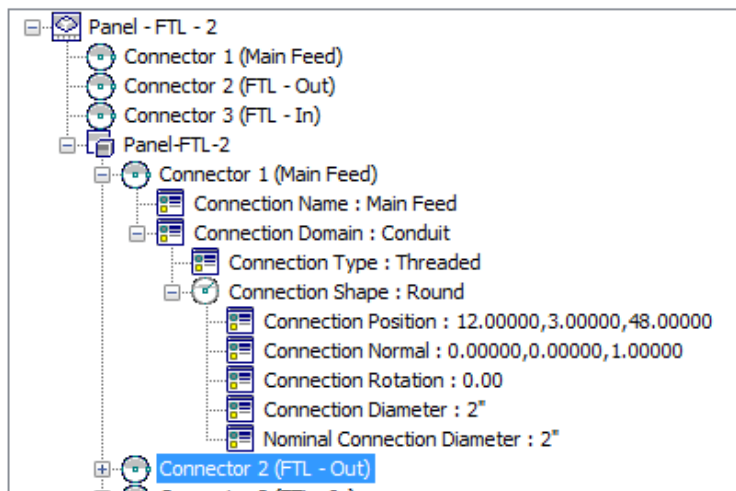 Panel - FTL - 2
Connector 1 (Main Feed)
Connector 2 (FTL - Out)
Connector 3 (FTL - In)
Panel-FTL-2
Connector 1 (Main Feed)
Connection Name : Main Feed
Connection Domain : Conduit
Connection Type : Threaded
Connection Shape : Round
Connection Position : 12.00000,3.00000,48.00000
Connection Normal : 0.00000,0.00000,1.00000
Connection Rotation : 0.00
Connection Diameter : 2"
Nominal Connection Diameter : 2"
Connector 2 (FTL - Out)